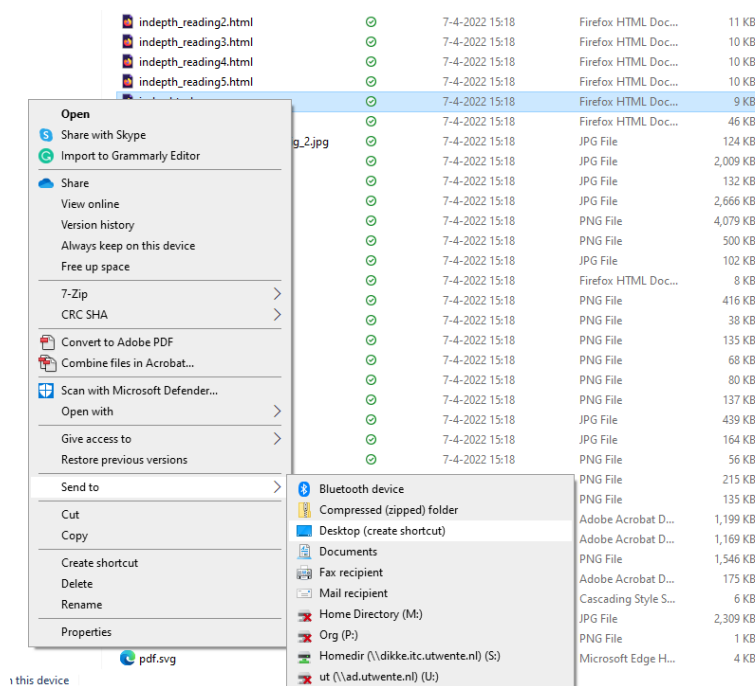 indepth_reading2.html 7-4-2022 15:18 Firefox HTML Doc... 11 KB
indepth_reading3.html 7-4-2022 15:18 Firefox HTML Doc... 10 KB
indepth_reading4.html 7-4-2022 15:18 Firefox HTML Doc... 10 KB
indepth_reading5.html 7-4-2022 15:18 Firefox HTML Doc... 10 KB
7-4-2022 15:18 Firefox HTML Doc... 9 KB
7-4-2022 15:18 Firefox HTML Doc... 46 KB
g_2.jpg 7-4-2022 15:18 JPG File 124 KB
7-4-2022 15:18 JPG File 2,009 KB
7-4-2022 15:18 JPG File 132 KB
7-4-2022 15:18 JPG File 2,666 KB
7-4-2022 15:18 PNG File 4,079 KB
7-4-2022 15:18 PNG File 500 KB
7-4-2022 15:18 JPG File 102 KB
7-4-2022 15:18 Firefox HTML Doc... 8 KB
7-4-2022 15:18 PNG File 416 KB
7-4-2022 15:18 PNG File 38 KB
7-4-2022 15:18 PNG File 135 KB
7-4-2022 15:18 PNG File 68 KB
7-4-2022 15:18 PNG File 80 KB
7-4-2022 15:18 PNG File 137 KB
7-4-2022 15:18 JPG File 439 KB
7-4-2022 15:18 JPG File 164 KB
7-4-2022 15:18 PNG File 56 KB
PNG File 215 KB
PNG File 135 KB
Adobe Acrobat D... 1,199 KB
Adobe Acrobat D... 1,169 KB
PNG File 1,546 KB
Adobe Acrobat D... 175 KB
Cascading Style S... 6 KB
JPG File 2,309 KB
PNG File 1 KB
pdf.svg Microsoft Edge H... 4 KB
Open
Share with Skype
Import to Grammarly Editor
Share
View online
Version history
Always keep on this device
Free up space
7-Zip
CRC SHA
Convert to Adobe PDF
Combine files in Acrobat...
Scan with Microsoft Defender...
Open with
Give access to
Restore previous versions
Send to
Cut
Copy
Create shortcut
Delete
Rename
Properties
Bluetooth device
Compressed (zipped) folder
Desktop (create shortcut)
Documents
Fax recipient
Mail recipient
Home Directory (M:)
Org (P:)
Homedir (\\dikke.itc.utwente.nl) (S:)
ut (\\ad.utwente.nl) (U:)
this device